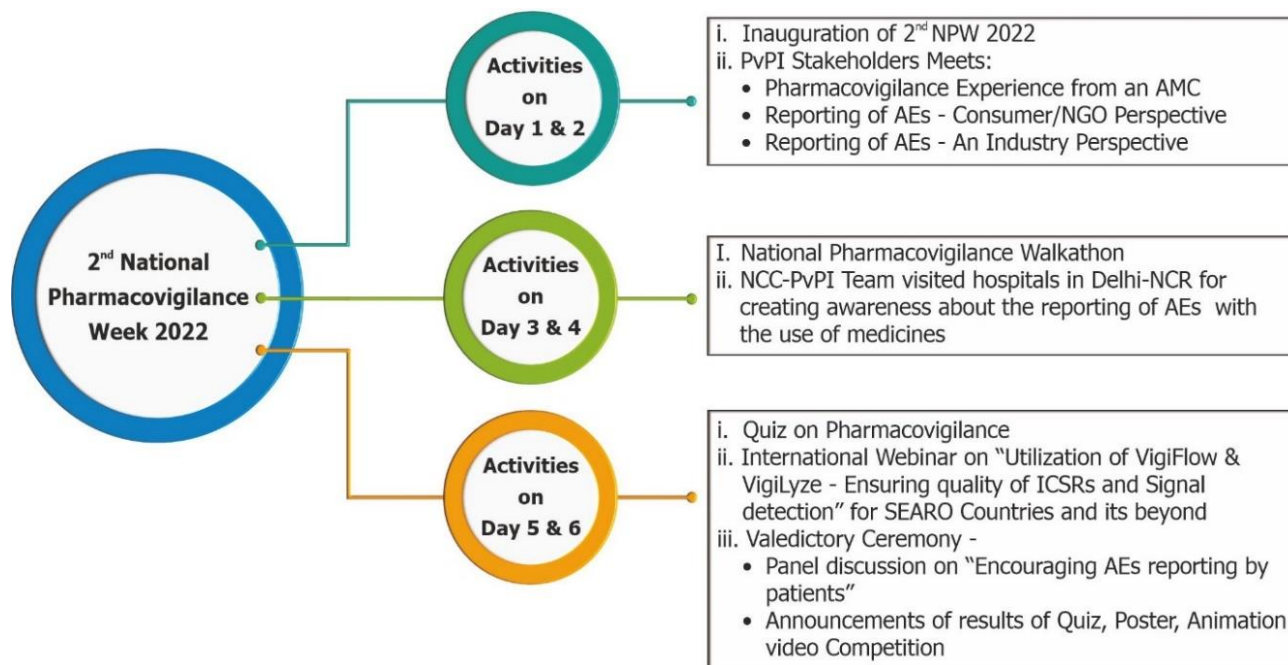 2nd National
Pharmacovigilance
Week 2022
Activities
on
Day 1 & 2
i. Inauguration of 2nd NPW 2022
ii. PvPI Stakeholders Meets:
• Pharmacovigilance Experience from an AMC
• Reporting of AEs - Consumer/NGO Perspective
• Reporting of AEs - An Industry Perspective
Activities
on
Day 3 & 4
I. National Pharmacovigilance Walkathon
ii. NCC-PvPI Team visited hospitals in Delhi-NCR for
creating awareness about the reporting of AEs with
the use of medicines
Activities
on
Day 5 & 6
i. Quiz on Pharmacovigilance
ii. International Webinar on “Utilization of VigiFlow &
VigiLyze - Ensuring quality of ICSRs and Signal
detection” for SEARO Countries and its beyond
iii. Valedictory Ceremony -
• Panel discussion on “Encouraging AEs reporting by
patients”
• Announcements of results of Quiz, Poster, Animation
video Competition